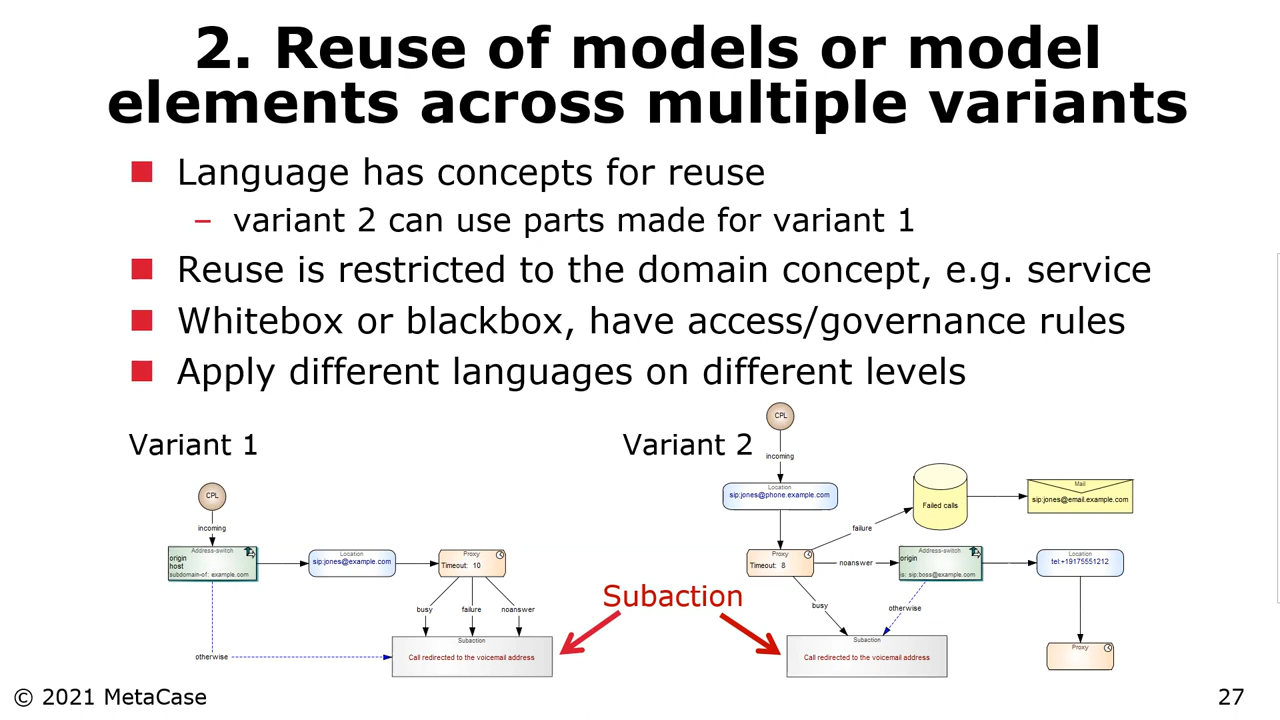 2. Reuse of models or model
elements across multiple variants
Language has concepts for reuse
– variant 2 can use parts made for variant 1
Reuse is restricted to the domain concept, e.g. service
Whitebox or blackbox, have access/governance rules
Apply different languages on different levels
Variant 1
CPL
incoming
Address-switch
origin
host
subdomain-of: example.com
Location
sip:jones@example.com
Proxy
Timeout: 10
busy
failure
noanswer
otherwise
Subaction
Call redirected to the voicemail address
Subaction
Variant 2
CPL
incoming
Location
sip:jones@phone.example.com
Proxy
Timeout: 8
failure
Failed calls
Mail
sip:jones@email.example.com
noanswer
Address-switch
origin
is: sip:boss@example.com
Location
tel:+19175551212
busy
otherwise
Subaction
Call redirected to the voicemail address
Proxy
© 2021 MetaCase
27